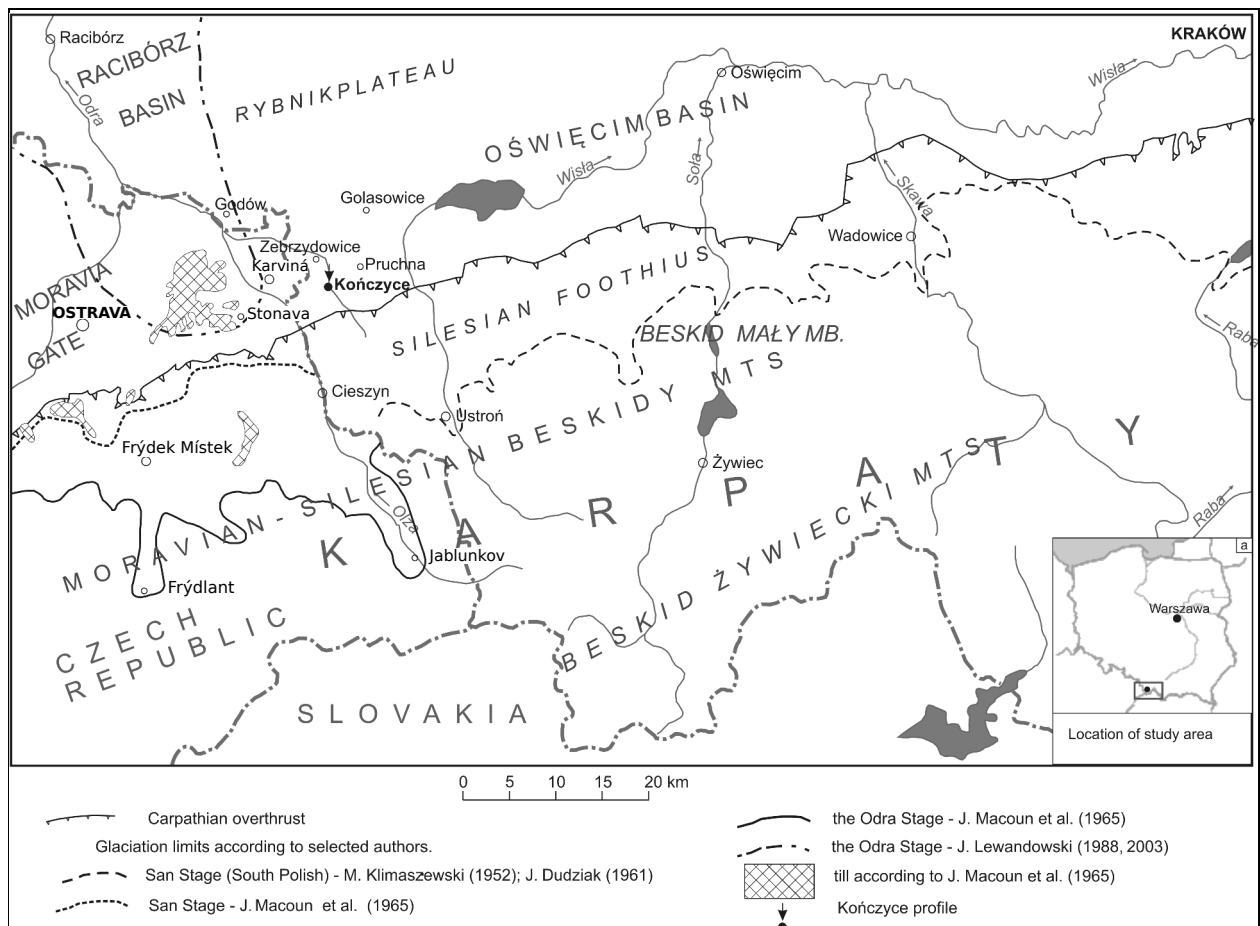 KRAKÓW
Racibórz
RACIBÓRZ
BASIN
Odra
RYBNIKPLATEAU
Oświęcim
Wisła
OŚWIĘCIM BASIN
Wisła
Soła
Skawa
Godów
Golasowice
Wadowice
Zebrzydowice
Karviná
Pruchna
Kończyce
MORAVIA
GATE
OSTRAVA
Stonava
SILESIAN FOOTHIUS
BESKID MAŁY MB.
Raba
Cieszyn
Ustroń
Frýdek Místek
Żywiec
MORAVIAN-SILESIAN BESKIDY MTS
KARPATY
Olza
Jablunkov
Frýdlant
BESKID ŻYWIECKI MTS
Raba
CZECH
REPUBLIC
SLOVAKIA
a
Warszawa
Location of study area
0 5 10 15 20 km
Carpathian overthrust
Glaciation limits according to selected authors.
San Stage (South Polish) - M. Klimaszewski (1952); J. Dudziak (1961)
San Stage - J. Macoun et al. (1965)
the Odra Stage - J. Macoun et al. (1965)
the Odra Stage - J. Lewandowski (1988, 2003)
till according to J. Macoun et al. (1965)
Kończyce profile